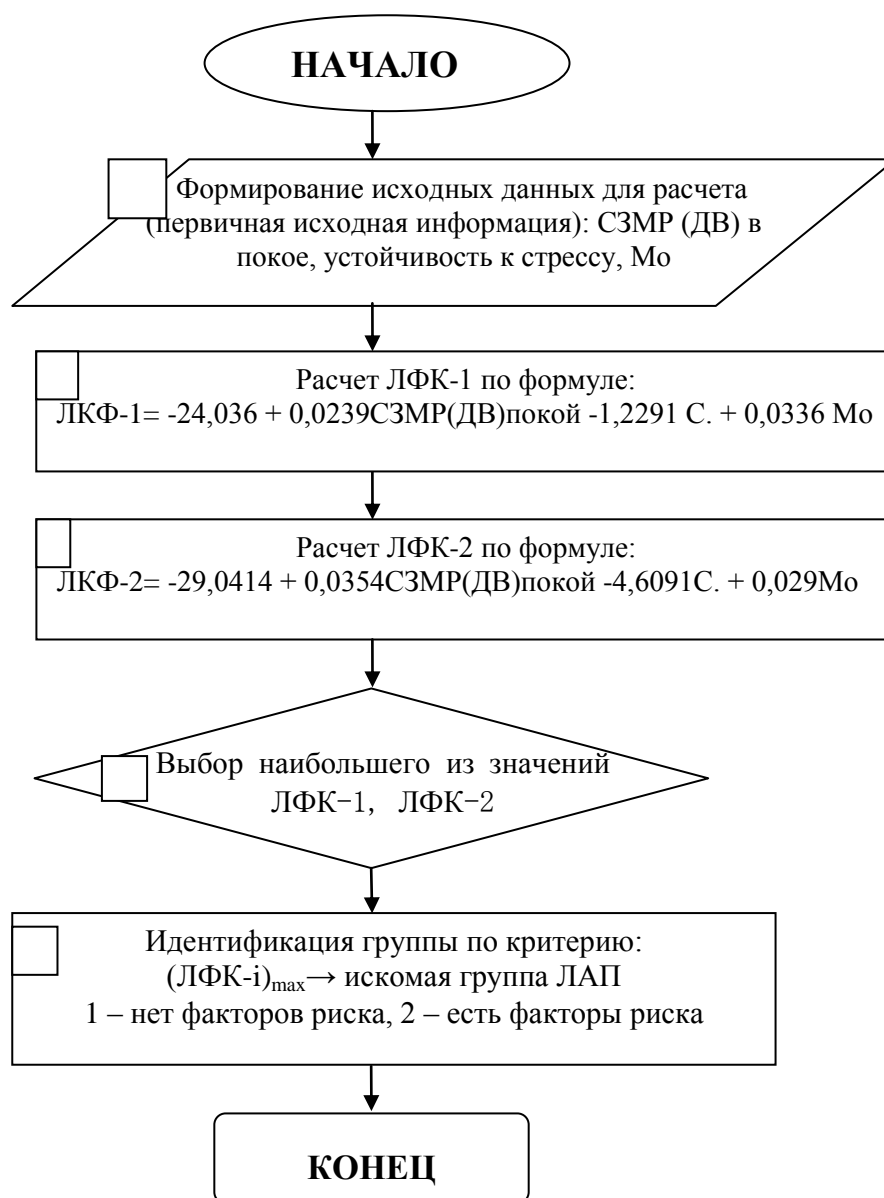 НАЧАЛО
Формирование исходных данных для расчета
(первичная исходная информация): СЗМР (ДВ) в
покое, устойчивость к стрессу, Мо
Расчет ЛФК-1 по формуле:
ЛКФ-1= -24,036 + 0,0239СЗМР(ДВ)покой -1,2291 С. + 0,0336 Мо
Расчет ЛФК-2 по формуле:
ЛКФ-2= -29,0414 + 0,0354СЗМР(ДВ)покой -4,6091С. + 0,029Мо
Выбор наибольшего из значений
ЛФК-1, ЛФК-2
Идентификация группы по критерию:
(ЛФК-i)max→ искомая группа ЛАП
1 – нет факторов риска, 2 – есть факторы риска
КОНЕЦ